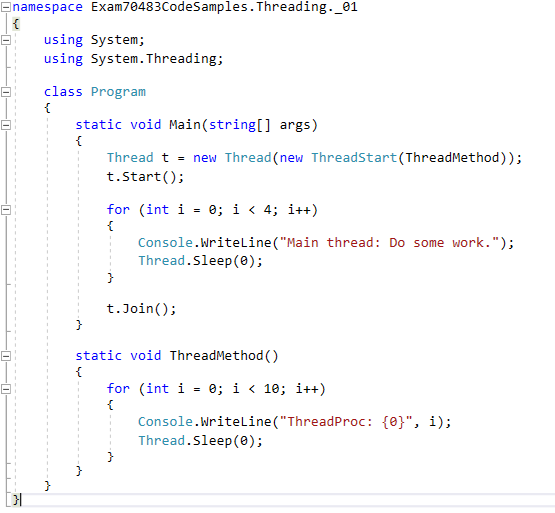 namespace Exam70483CodeSamples.Threading._01
{
using System;
using System.Threading;
class Program
{
static void Main(string[] args)
{
Thread t = new Thread(new ThreadStart(ThreadMethod));
t.Start();
for (int i = 0; i < 4; i++)
{
Console.WriteLine("Main thread: Do some work.");
Thread.Sleep(0);
}
t.Join();
}
static void ThreadMethod()
{
for (int i = 0; i < 10; i++)
{
Console.WriteLine("ThreadProc: {0}", i);
Thread.Sleep(0);
}
}
}
}